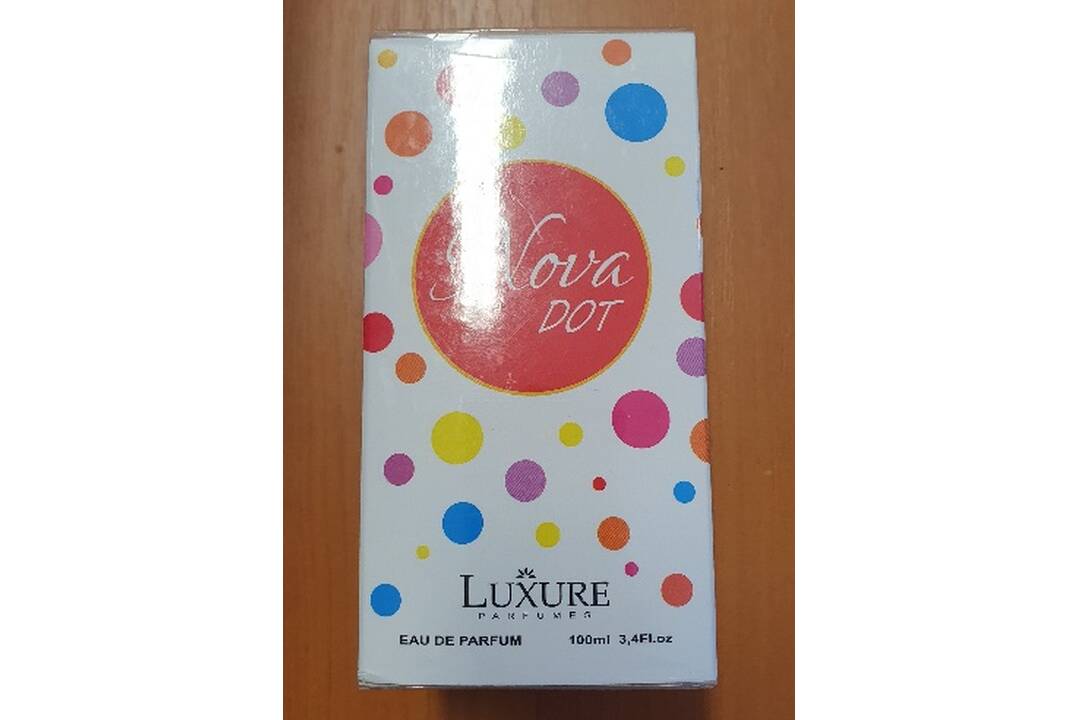 Nova
DOT
LUXURE
PARFUMES
EAU DE PARFUM 100ml 3,4Fl.oz